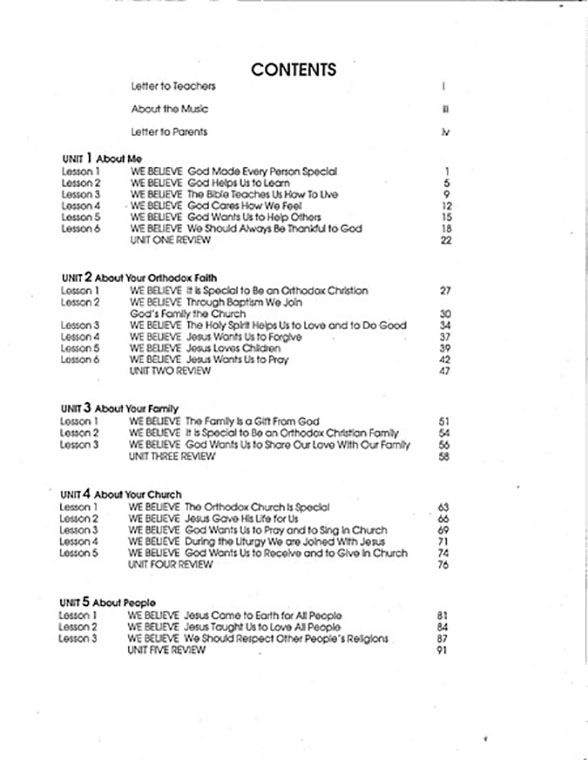 CONTENTS
Letter to Teachers i
About the Music iii
Letter to Parents iv
UNIT 1 About Me
Lesson 1 WE BELIEVE God Made Every Person Special 1
Lesson 2 WE BELIEVE God Helps Us to Learn 5
Lesson 3 WE BELIEVE The Bible Teaches Us How To Live 9
Lesson 4 WE BELIEVE God Cares How We Feel 12
Lesson 5 WE BELIEVE God Wants Us to Help Others 15
Lesson 6 WE BELIEVE We Should Always Be Thankful to God 18
UNIT ONE REVIEW 22
UNIT 2 About Your Orthodox Faith
Lesson 1 WE BELIEVE It is Special to Be an Orthodox Christian 27
Lesson 2 WE BELIEVE Through Baptism We Join
God's Family the Church 30
Lesson 3 WE BELIEVE The Holy Spirit Helps Us to Love and to Do Good 34
Lesson 4 WE BELIEVE Jesus Wants Us to Forgive 37
Lesson 5 WE BELIEVE Jesus Loves Children 39
Lesson 6 WE BELIEVE Jesus Wants Us to Pray 42
UNIT TWO REVIEW 47
UNIT 3 About Your Family
Lesson 1 WE BELIEVE The Family Is a Gift From God 51
Lesson 2 WE BELIEVE It is Special to Be an Orthodox Christian Family 54
Lesson 3 WE BELIEVE God Wants Us to Share Our Love With Our Family 56
UNIT THREE REVIEW 58
UNIT 4 About Your Church
Lesson 1 WE BELIEVE The Orthodox Church Is Special 63
Lesson 2 WE BELIEVE Jesus Gave His Life for Us 66
Lesson 3 WE BELIEVE God Wants Us to Pray and to Sing in Church 69
Lesson 4 WE BELIEVE During the Liturgy We are Joined With Jesus 71
Lesson 5 WE BELIEVE God Wants Us to Receive and to Give in Church 74
UNIT FOUR REVIEW 76
UNIT 5 About People
Lesson 1 WE BELIEVE Jesus Came to Earth for All People 81
Lesson 2 WE BELIEVE Jesus Taught Us to Love All People 84
Lesson 3 WE BELIEVE We Should Respect Other People's Religions 87
UNIT FIVE REVIEW 91